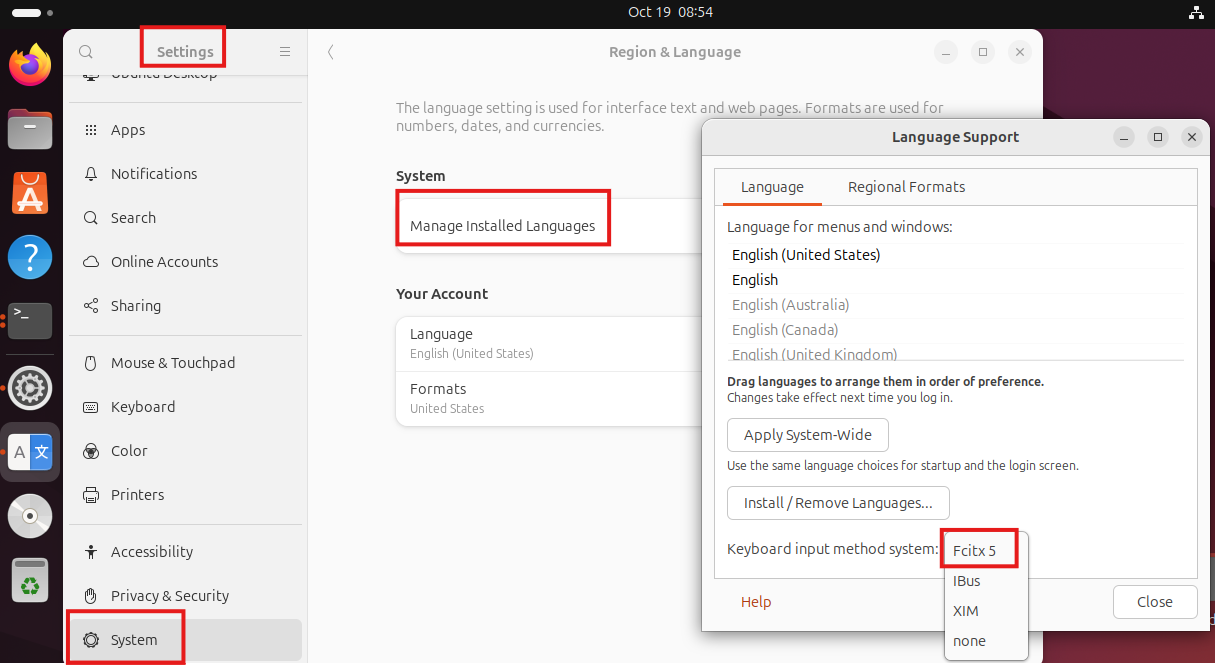 Oct 19 08:54
Settings
Region & Language
Ubuntu Desktop
Apps
Notifications
Search
Online Accounts
Sharing
Mouse & Touchpad
Keyboard
Color
Printers
Accessibility
Privacy & Security
System
The language setting is used for interface text and web pages. Formats are used for
numbers, dates, and currencies.
System
Manage Installed Languages
Your Account
Language
English (United States)
Formats
United States
Language Support
Language
Regional Formats
Language for menus and windows:
English (United States)
English
English (Australia)
English (Canada)
English (United Kingdom)
Drag languages to arrange them in order of preference.
Changes take effect next time you log in.
Apply System-Wide
Use the same language choices for startup and the login screen.
Install / Remove Languages...
Keyboard input method system:
Fcitx 5
IBus
XIM
none
Help
Close